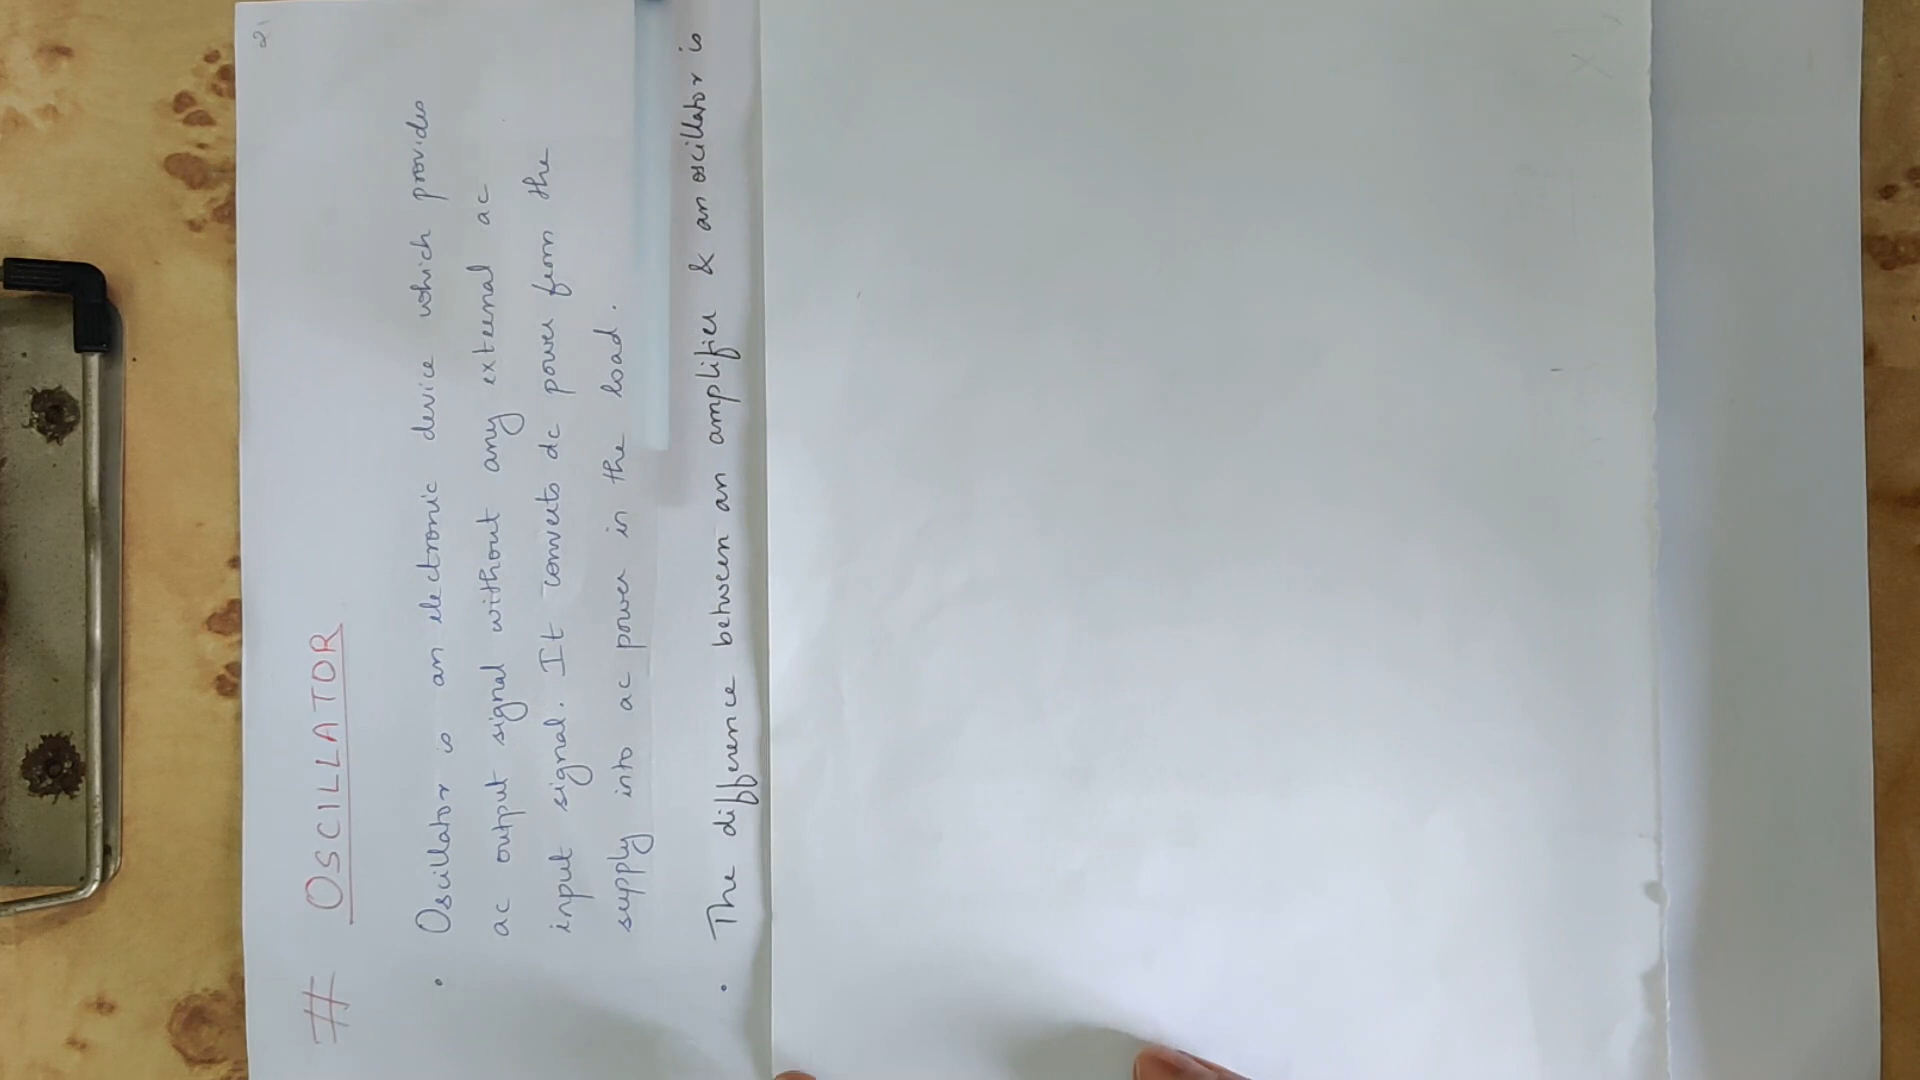 # OSCILLATOR
• Oscillator is an electronic device which provides
ac output signal without any external ac
input signal. It converts dc power from the
supply into ac power in the load.
• The difference between an amplifier & an oscillator is